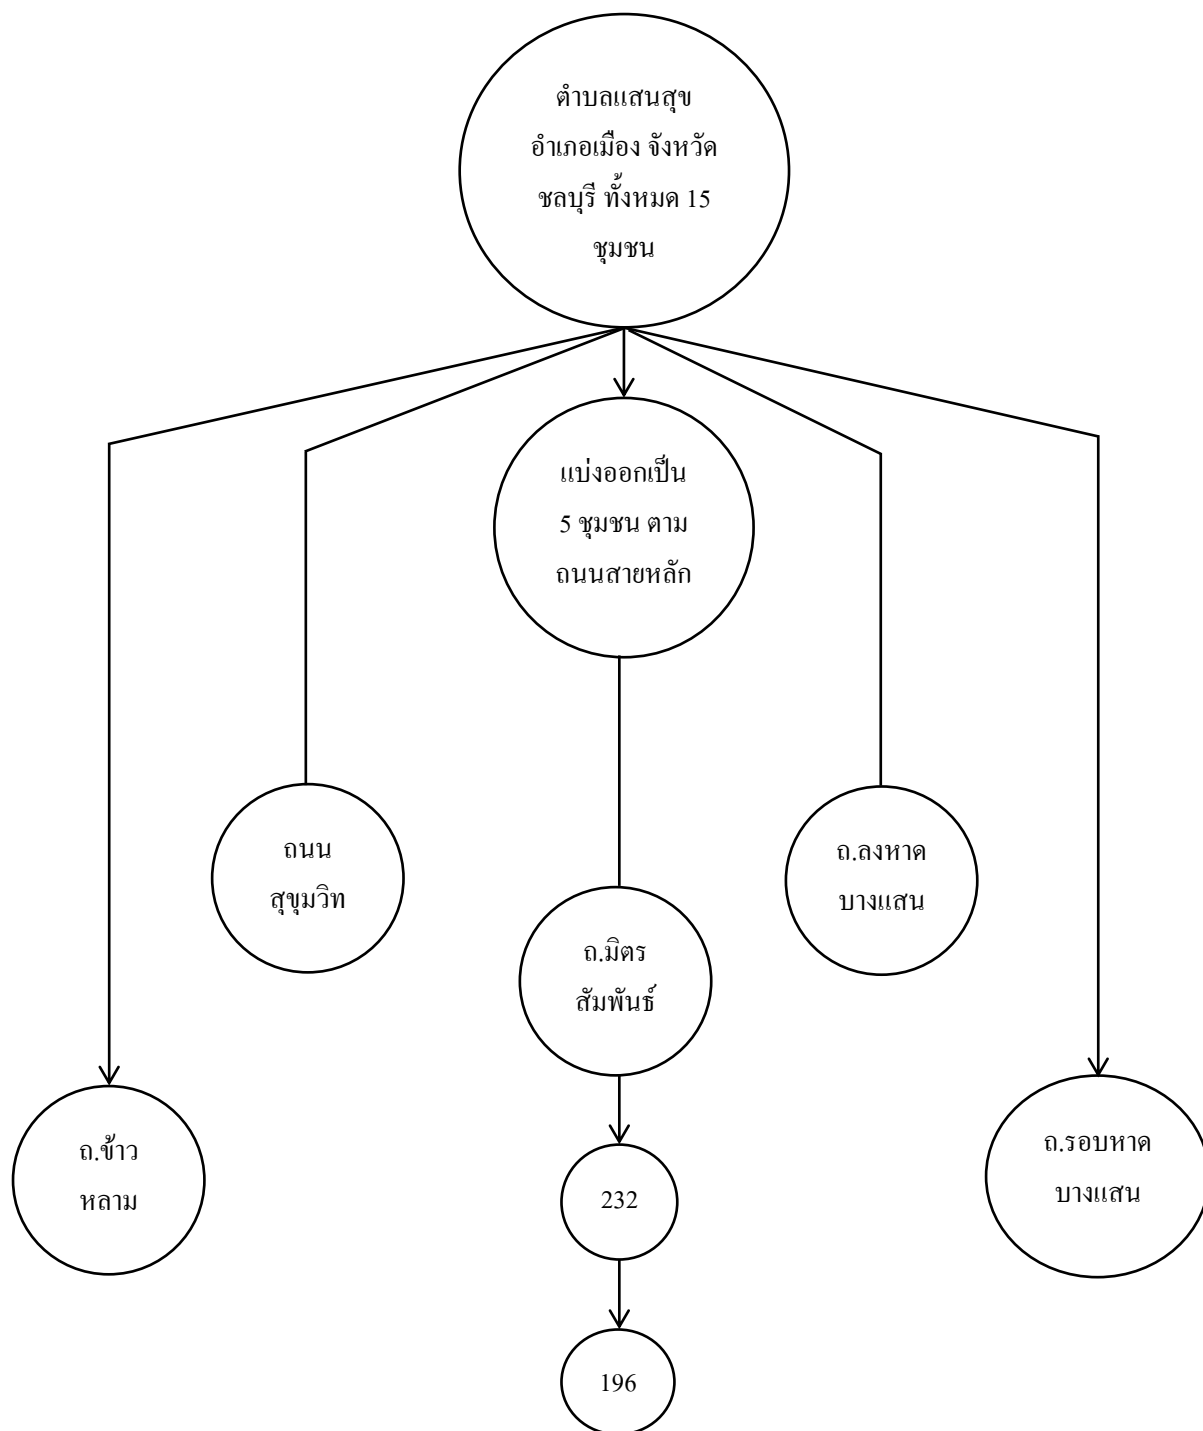 ตำบลแสนสุข
อำเภอเมือง จังหวัด
ชลบุรี ทั้งหมด 15
ชุมชน
แบ่งออกเป็น
5 ชุมชน ตาม
ถนนสายหลัก
ถนน
สุขุมวิท
ถ.ลงหาด
บางแสน
ถ.มิตร
สัมพันธ์
ถ.ข้าว
หลาม
ถ.รอบหาด
บางแสน
232
196